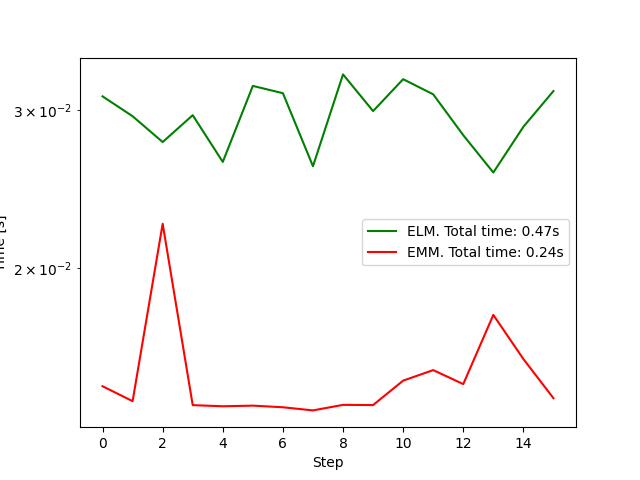 3 × 10⁻²
2 × 10⁻²
Time [s]
ELM. Total time: 0.47s
EMM. Total time: 0.24s
0 2 4 6 8 10 12 14
Step